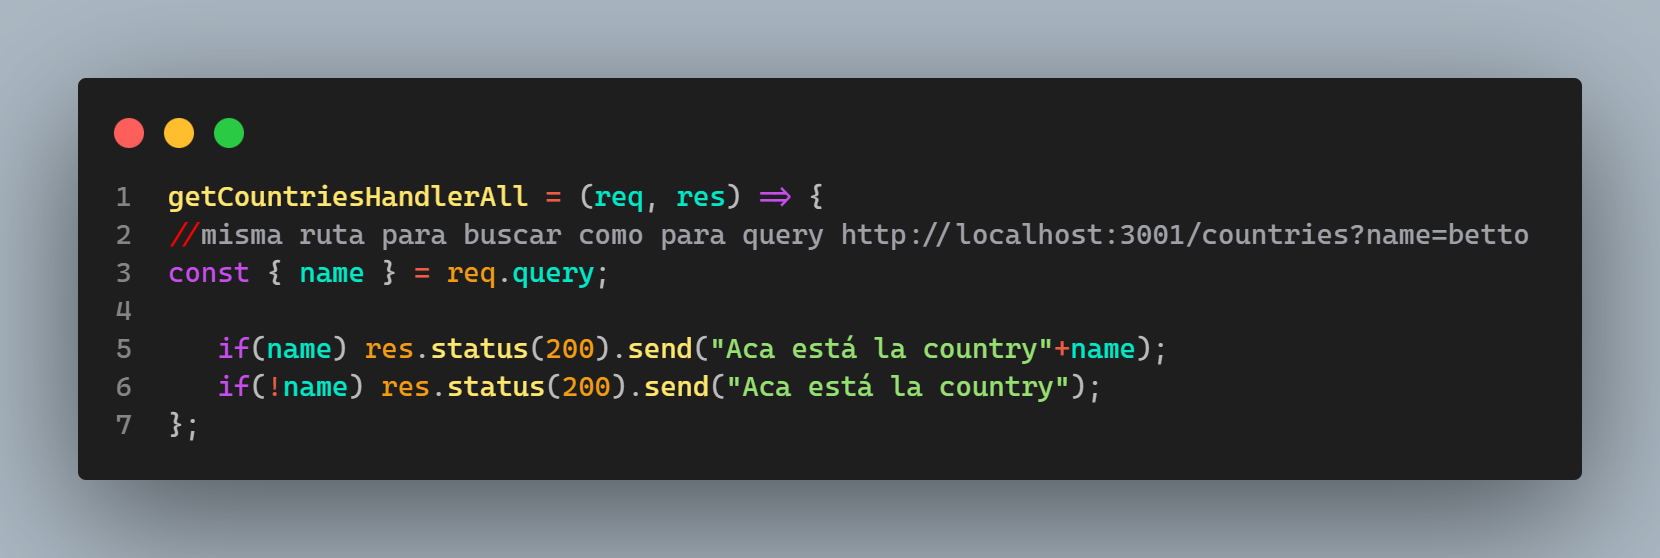 1 getCountriesHandlerAll = (req, res) => {
2 //misma ruta para buscar como para query http://localhost:3001/countries?name=betto
3 const { name } = req.query;
4
5 if(name) res.status(200).send("Aca está la country"+name);
6 if(!name) res.status(200).send("Aca está la country");
7 };